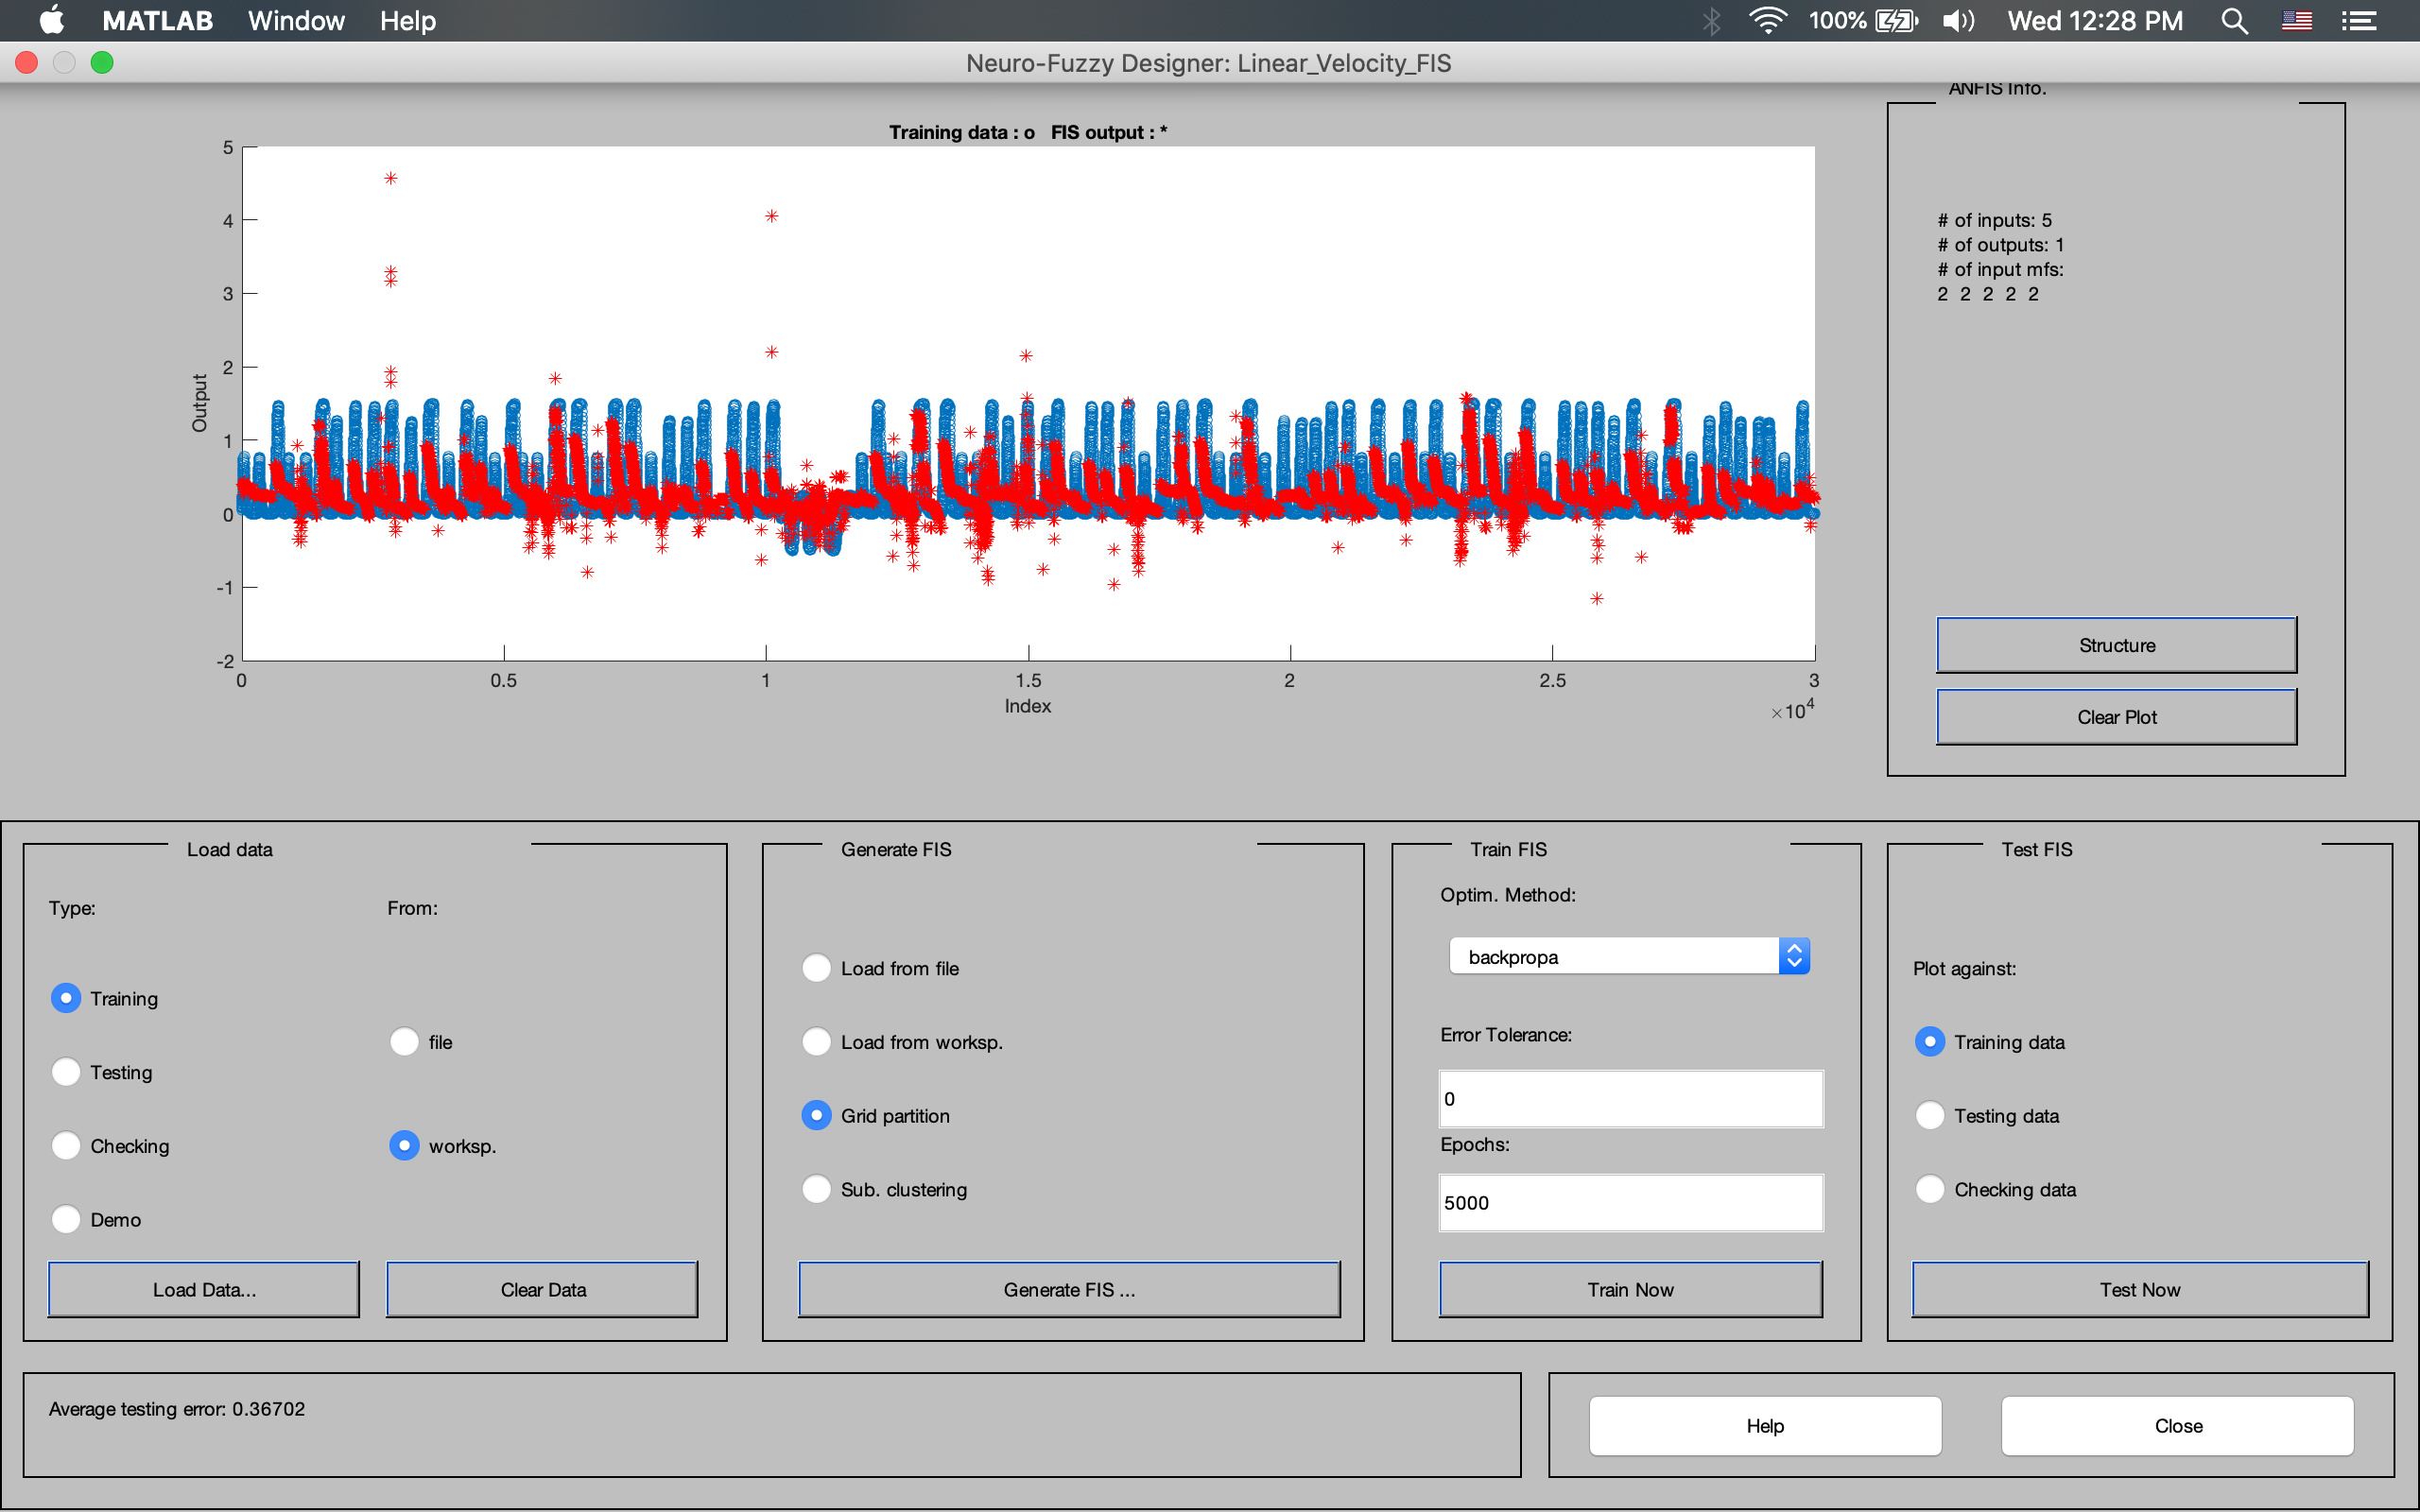 MATLAB Window Help 100% Wed 12:28 PM
Neuro-Fuzzy Designer: Linear_Velocity_FIS
ANFIS Info.
Training data : o FIS output : *
5
4
3
2
1
0
-1
-2
Output
0 0.5 1 1.5 2 2.5 3
Index
×10⁴
# of inputs: 5
# of outputs: 1
# of input mfs:
2 2 2 2 2
Structure
Clear Plot
Load data
Type: From:
Training
Testing
Checking
Demo
file
worksp.
Load Data...
Clear Data
Generate FIS
Load from file
Load from worksp.
Grid partition
Sub. clustering
Generate FIS ...
Train FIS
Optim. Method:
backpropa
Error Tolerance:
0
Epochs:
5000
Train Now
Test FIS
Plot against:
Training data
Testing data
Checking data
Test Now
Average testing error: 0.36702
Help
Close